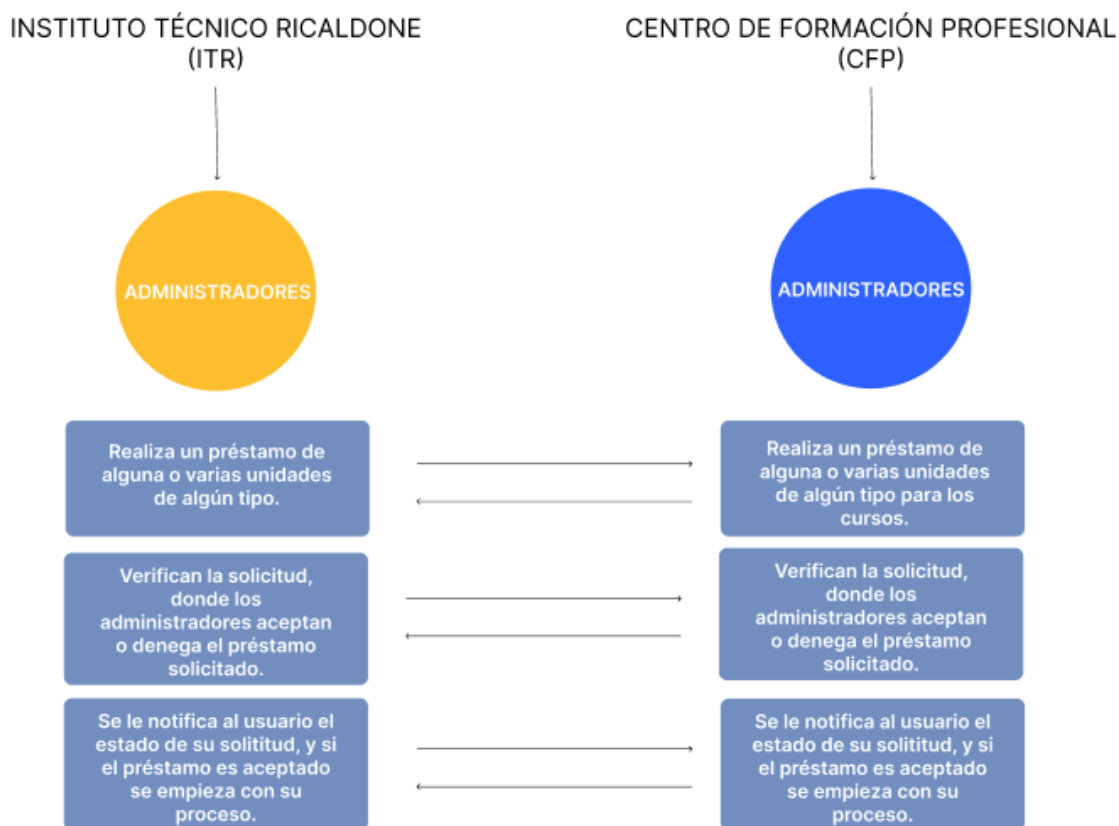 INSTITUTO TÉCNICO RICALDONE
(ITR)
CENTRO DE FORMACIÓN PROFESIONAL
(CFP)
ADMINISTRADORES
ADMINISTRADORES
Realiza un préstamo de
alguna o varias unidades
de algún tipo.
Realiza un préstamo de
alguna o varias unidades
de algún tipo para los
cursos.
Verifican la solicitud,
donde los
administradores aceptan
o denega el préstamo
solicitado.
Verifican la solicitud,
donde los
administradores aceptan
o denega el préstamo
solicitado.
Se le notifica al usuario el
estado de su solititud, y si
el préstamo es aceptado
se empieza con su
proceso.
Se le notifica al usuario el
estado de su solititud, y si
el préstamo es aceptado
se empieza con su
proceso.